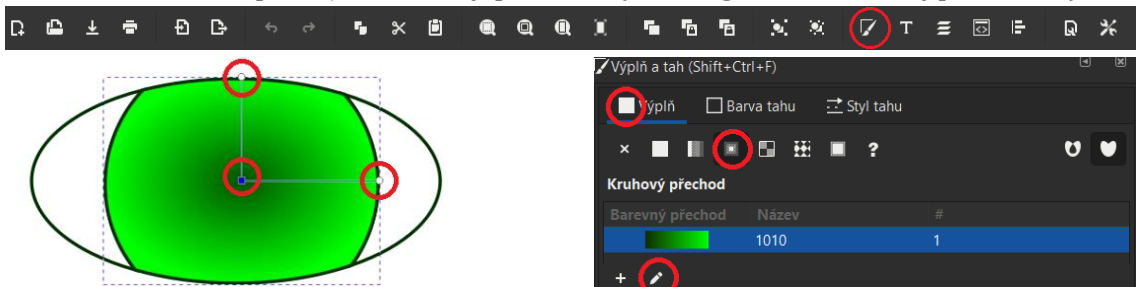 Výplň a tah (Shift+Ctrl+F)
Výplň Barva tahu Styl tahu
Kruhový přechod
Barevný přechod Název #
1010 1